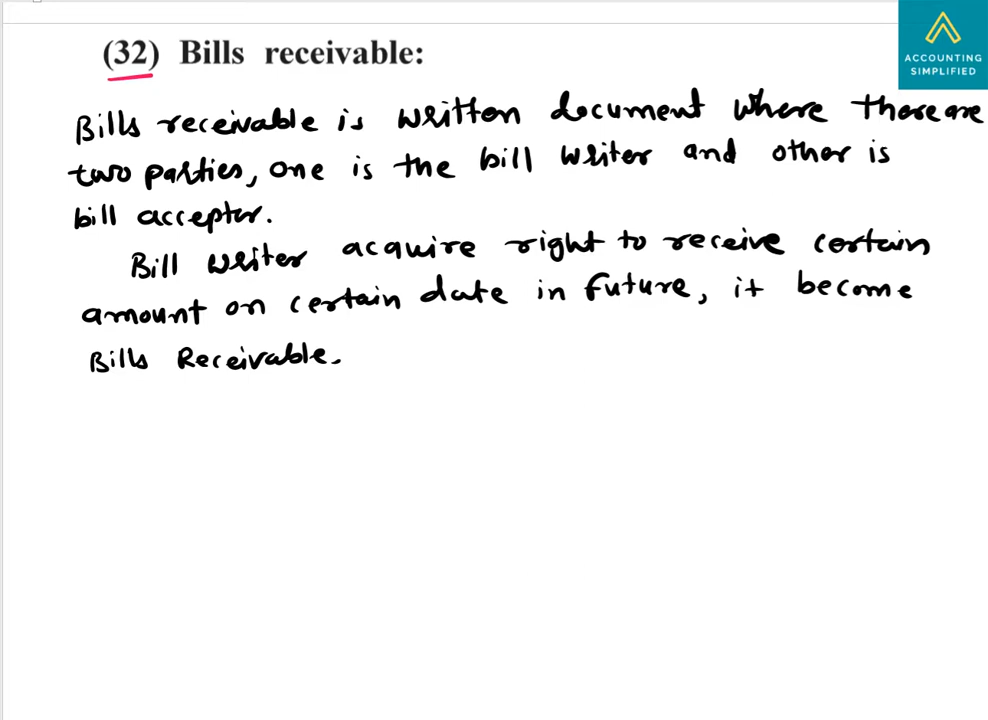 (32) Bills receivable:
ACCOUNTING
SIMPLIFIED
Bills receivable is written document where there are
two parties, one is the bill writer and other is
bill accepter.
Bill writer acquire right to receive certain
amount on certain date in future, it become
Bills Receivable.